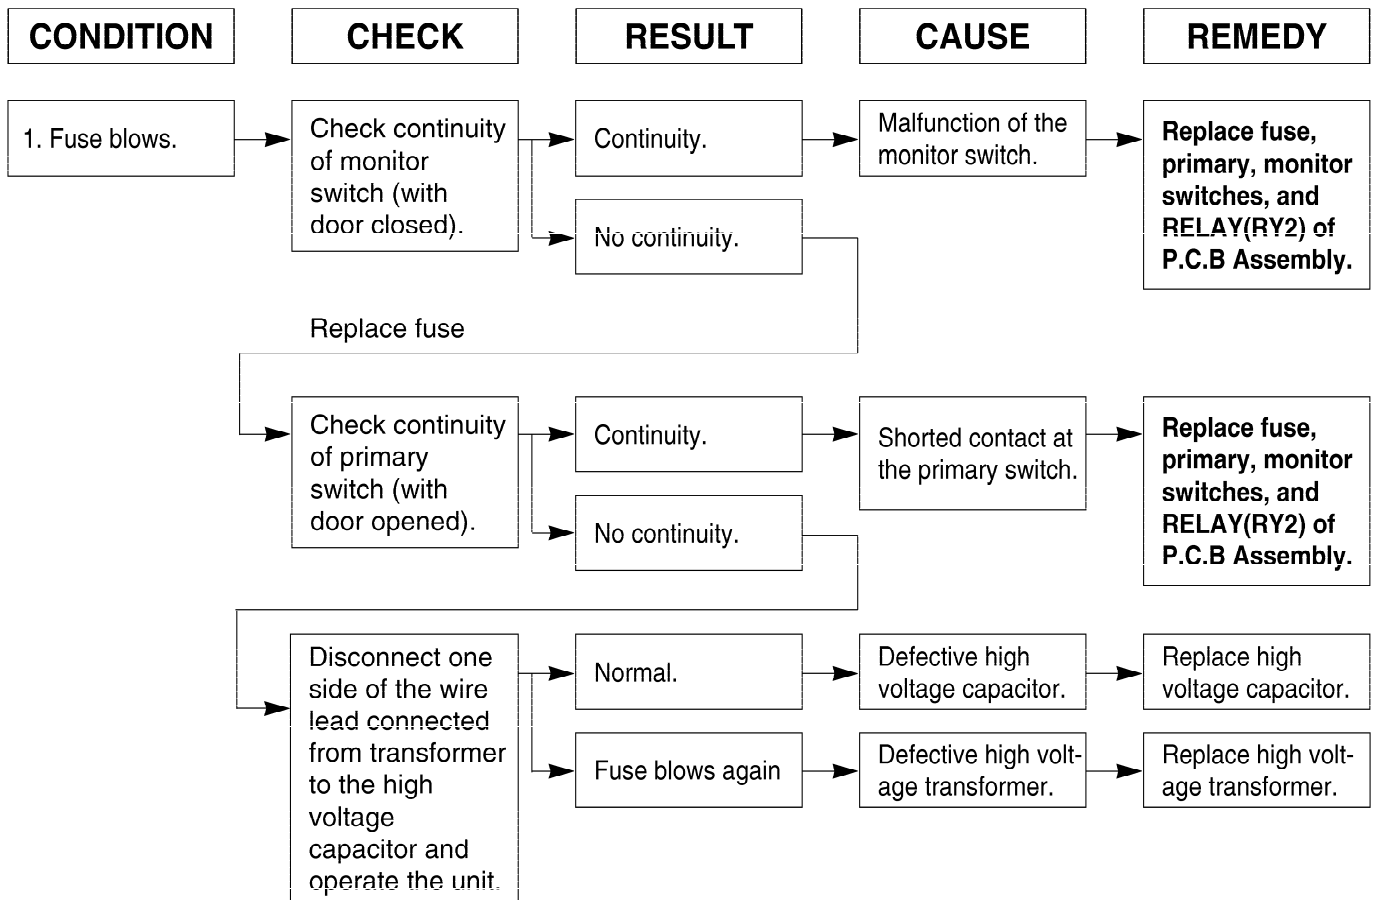 CONDITION
CHECK
RESULT
CAUSE
REMEDY
1. Fuse blows.
Check continuity
of monitor
switch (with
door closed).
Continuity.
Malfunction of the
monitor switch.
Replace fuse,
primary, monitor
switches, and
RELAY(RY2) of
P.C.B Assembly.
No continuity.
Replace fuse
Check continuity
of primary
switch (with
door opened).
Continuity.
Shorted contact at
the primary switch.
Replace fuse,
primary, monitor
switches, and
RELAY(RY2) of
P.C.B Assembly.
No continuity.
Disconnect one
side of the wire
lead connected
from transformer
to the high
voltage
capacitor and
operate the unit.
Normal.
Defective high
voltage capacitor.
Replace high
voltage capacitor.
Fuse blows again
Defective high volt-
age transformer.
Replace high volt-
age transformer.